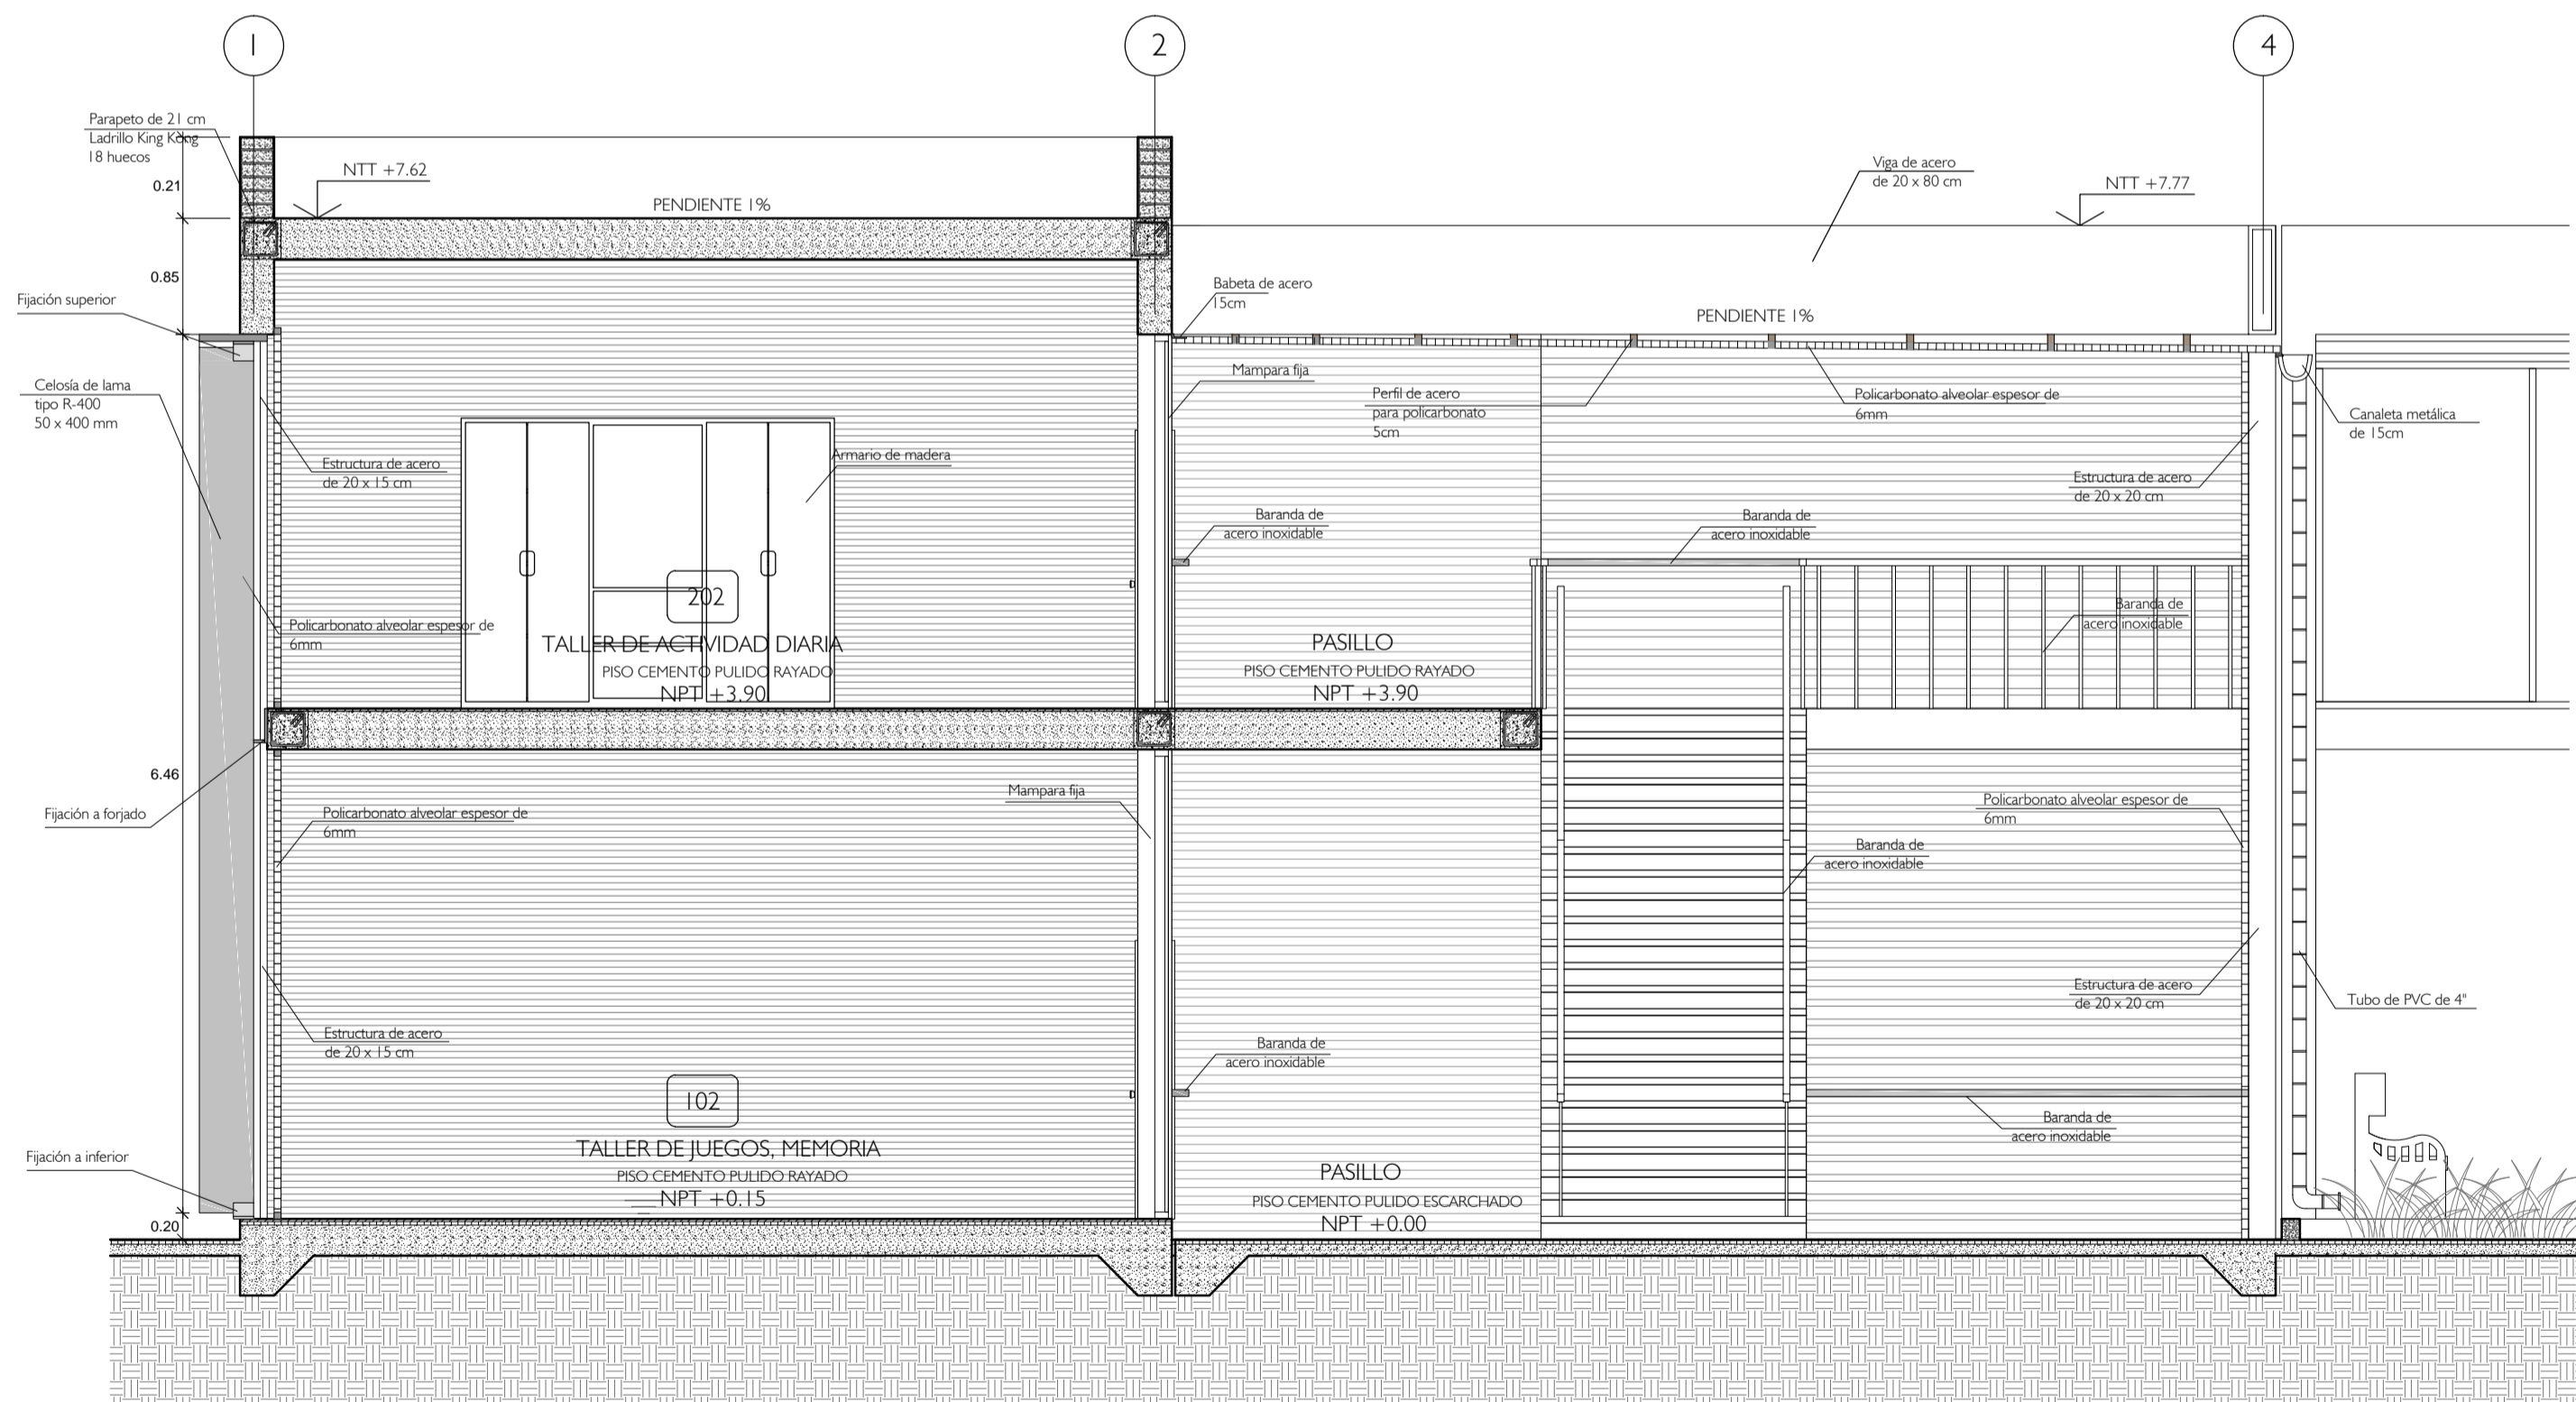 1
2
4
Parapeto de 21 cm
Ladrillo King Kong
18 huecos
0.21
NTT +7.62
PENDIENTE 1%
Viga de acero
de 20 x 80 cm
NTT +7.77
0.85
Fijación superior
Babeta de acero
15cm
PENDIENTE 1%
Celosía de lama
tipo R-400
50 x 400 mm
Mampara fija
Perfil de acero
para policarbonato
5cm
Policarbonato alveolar espesor de
6mm
Canaleta metálica
de 15cm
Estructura de acero
de 20 x 15 cm
Armario de madera
Estructura de acero
de 20 x 20 cm
Baranda de
acero inoxidable
Baranda de
acero inoxidable
Baranda de
acero inoxidable
Policarbonato alveolar espesor de
6mm
202
TALLER DE ACTIVIDAD DIARIA
PISO CEMENTO PULIDO RAYADO
NPT +3.90
PASILLO
PISO CEMENTO PULIDO RAYADO
NPT +3.90
6.46
Fijación a forjado
Policarbonato alveolar espesor de
6mm
Mampara fija
Policarbonato alveolar espesor de
6mm
Baranda de
acero inoxidable
Estructura de acero
de 20 x 20 cm
Tubo de PVC de 4"
Estructura de acero
de 20 x 15 cm
Baranda de
acero inoxidable
102
TALLER DE JUEGOS, MEMORIA
PISO CEMENTO PULIDO RAYADO
NPT +0.15
Baranda de
acero inoxidable
Fijación a inferior
PASILLO
PISO CEMENTO PULIDO ESCARCHADO
NPT +0.00
0.20